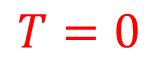 T = 0